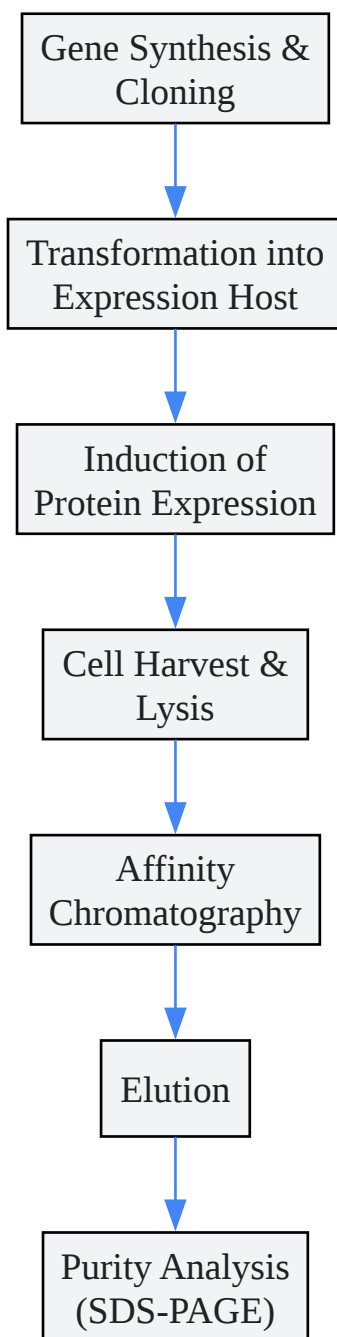 Gene Synthesis &
Cloning
Transformation into
Expression Host
Induction of
Protein Expression
Cell Harvest &
Lysis
Affinity
Chromatography
Elution
Purity Analysis
(SDS-PAGE)